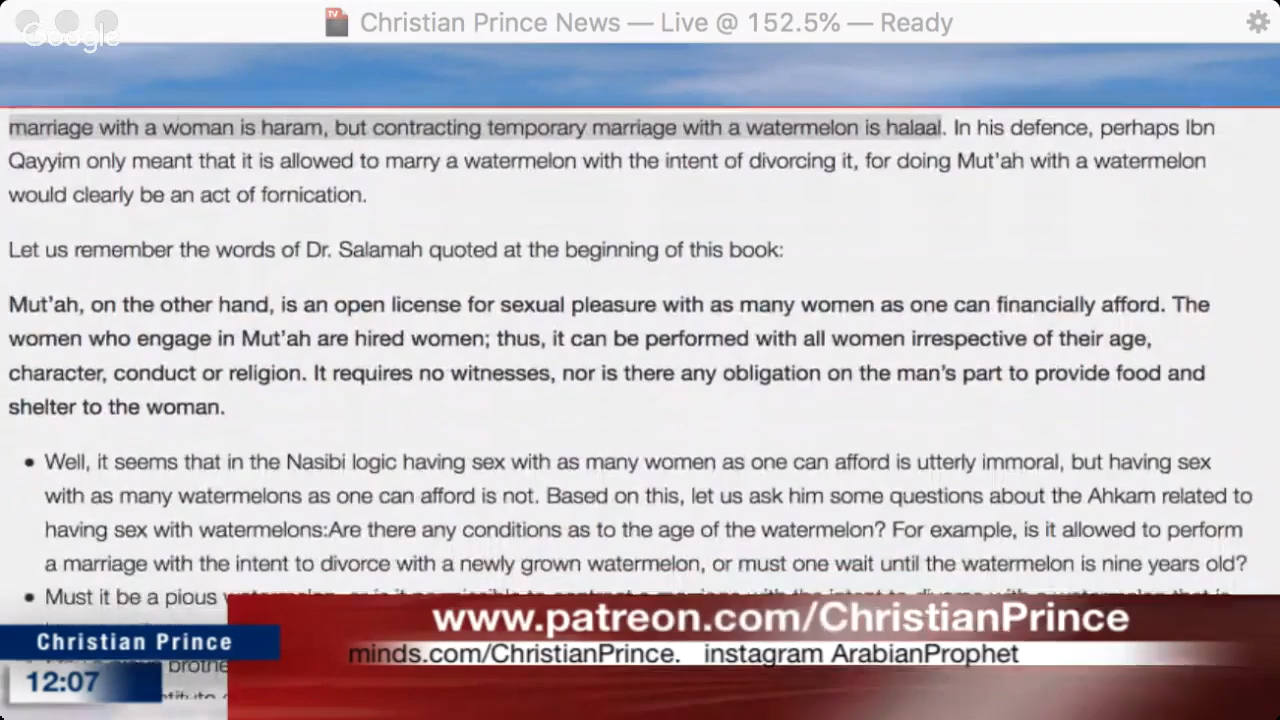 TV
Christian Prince News — Live @ 152.5% — Ready
Google
marriage with a woman is haram, but contracting temporary marriage with a watermelon is halaal. In his defence, perhaps Ibn
Qayyim only meant that it is allowed to marry a watermelon with the intent of divorcing it, for doing Mut'ah with a watermelon
would clearly be an act of fornication.
Let us remember the words of Dr. Salamah quoted at the beginning of this book:
Mut'ah, on the other hand, is an open license for sexual pleasure with as many women as one can financially afford. The
women who engage in Mut'ah are hired women; thus, it can be performed with all women irrespective of their age,
character, conduct or religion. It requires no witnesses, nor is there any obligation on the man's part to provide food and
shelter to the woman.
• Well, it seems that in the Nasibi logic having sex with as many women as one can afford is utterly immoral, but having sex
with as many watermelons as one can afford is not. Based on this, let us ask him some questions about the Ahkam related to
having sex with watermelons:Are there any conditions as to the age of the watermelon? For example, is it allowed to perform
a marriage with the intent to divorce with a newly grown watermelon, or must one wait until the watermelon is nine years old?
• Must it be a pious
www.patreon.com/ChristianPrince
Christian Prince
minds.com/ChristianPrince. instagram ArabianProphet
12:07